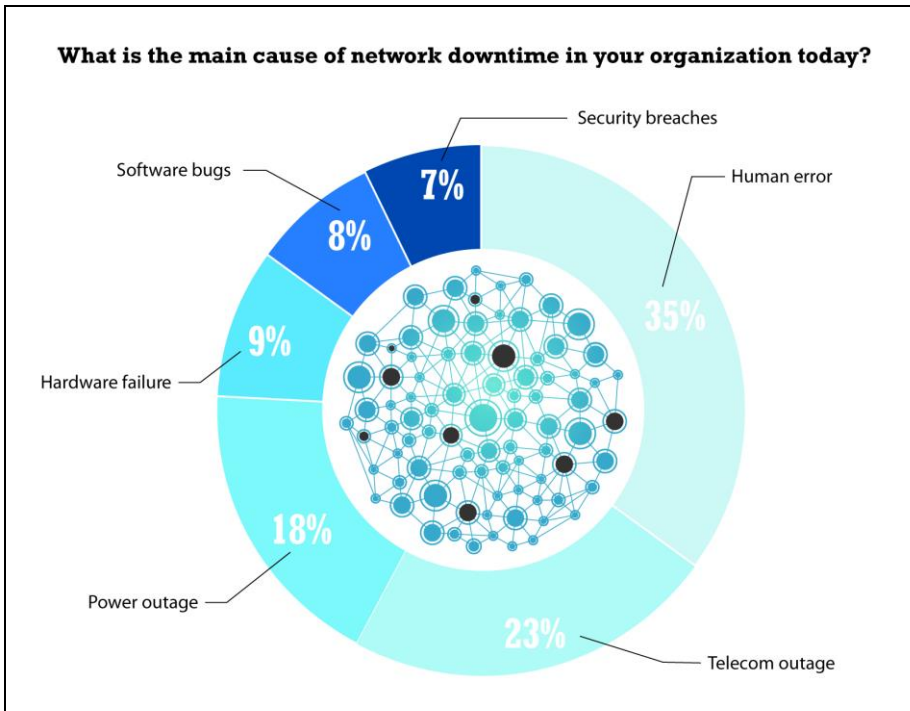 What is the main cause of network downtime in your organization today?
Security breaches
7%
Human error
35%
Software bugs
8%
Hardware failure
9%
Power outage
18%
Telecom outage
23%